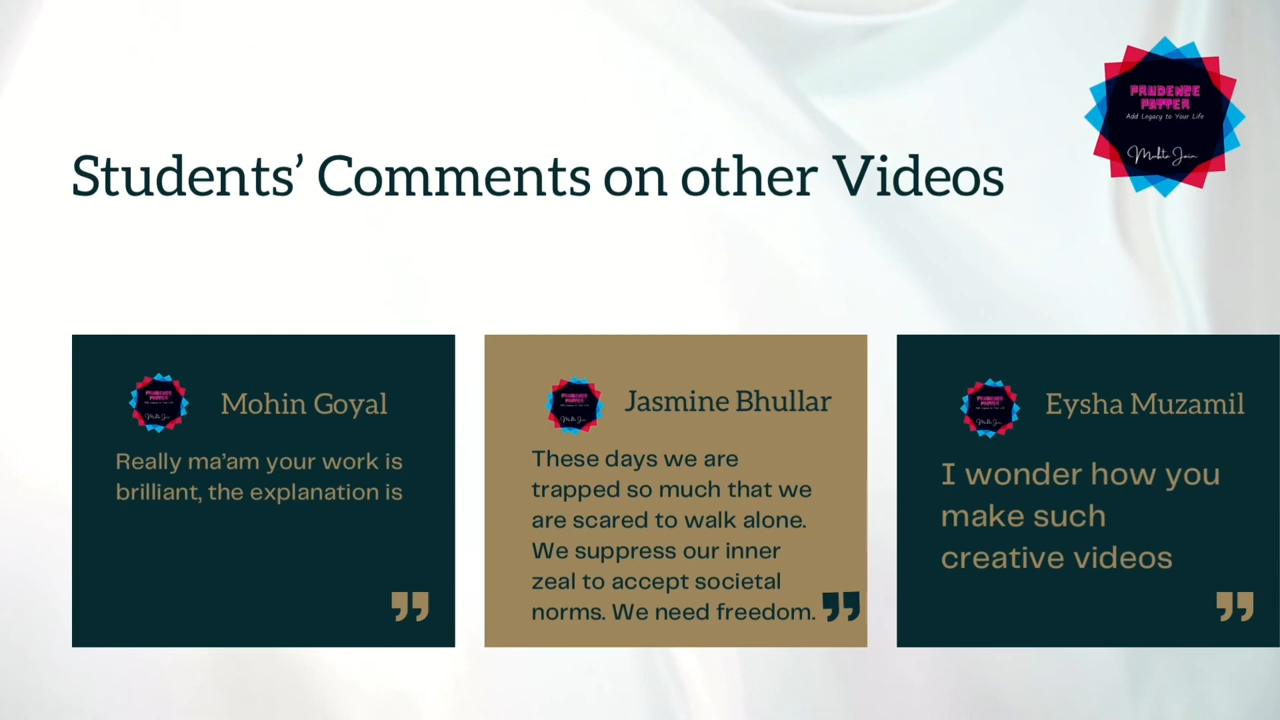 Students’ Comments on other Videos
PRUDENCE
PATTER
Add Legacy to Your Life
Mohin Goyal
Really ma’am your work is
brilliant, the explanation is
Jasmine Bhullar
These days we are
trapped so much that we
are scared to walk alone.
We suppress our inner
zeal to accept societal
norms. We need freedom.
Eysha Muzamil
I wonder how you
make such
creative videos